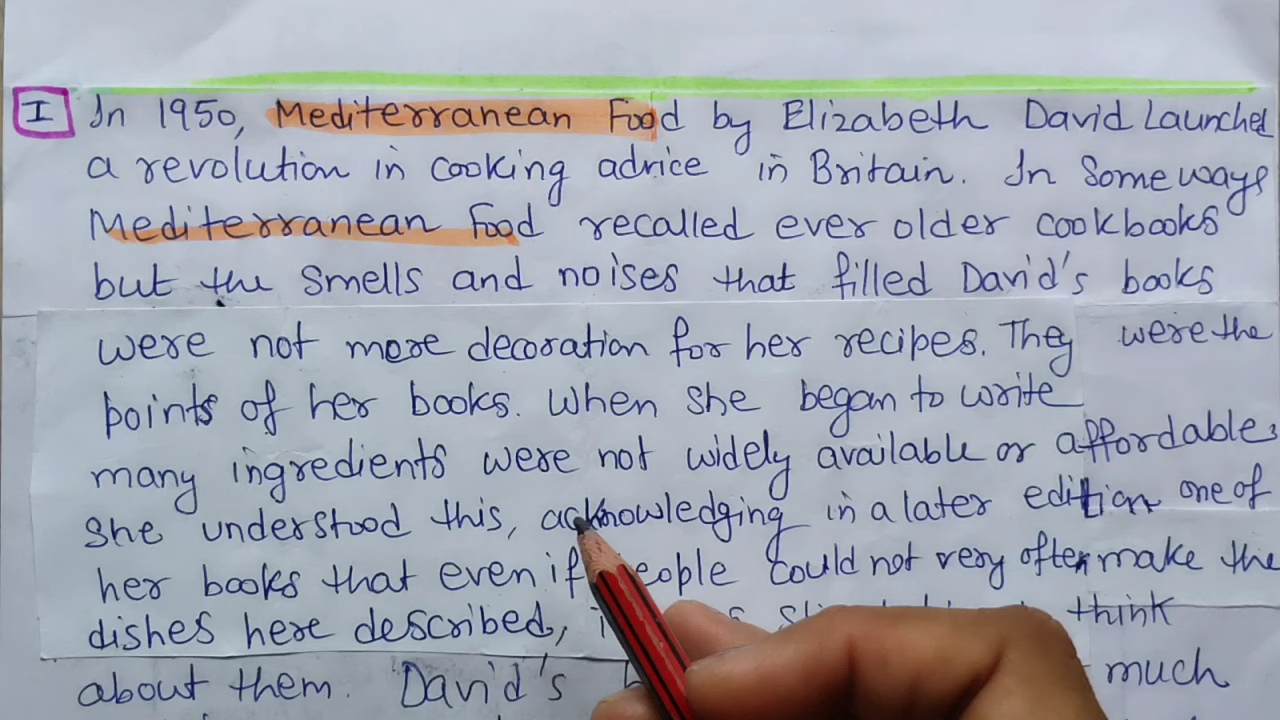 I In 1950, Mediterranean Food by Elizabeth David Launched
a revolution in cooking advice in Britain. In Some ways
Mediterranean Food recalled ever older cookbooks
but the smells and noises that filled David's books
were not more decoration for her recipes. They were the
points of her books. When she began to write
many ingredients were not widely available or affordable.
She understood this, acknowledging in a later edition one of
her books that even if people could not very often make the
dishes here described, think
about them. David's much